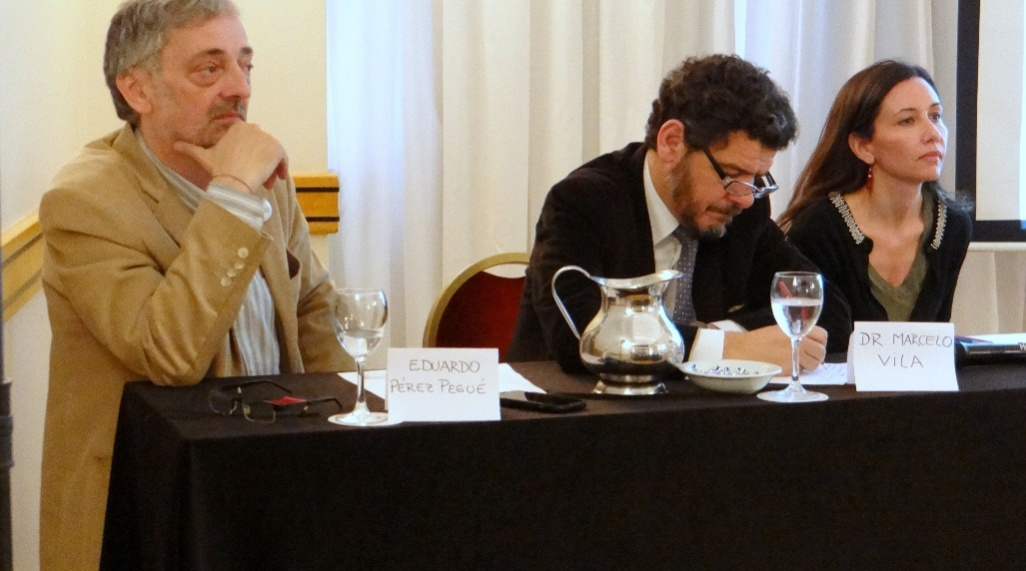 EDUARDO
PÉREZ PEGUÉ
DR. MARCELO
VILA